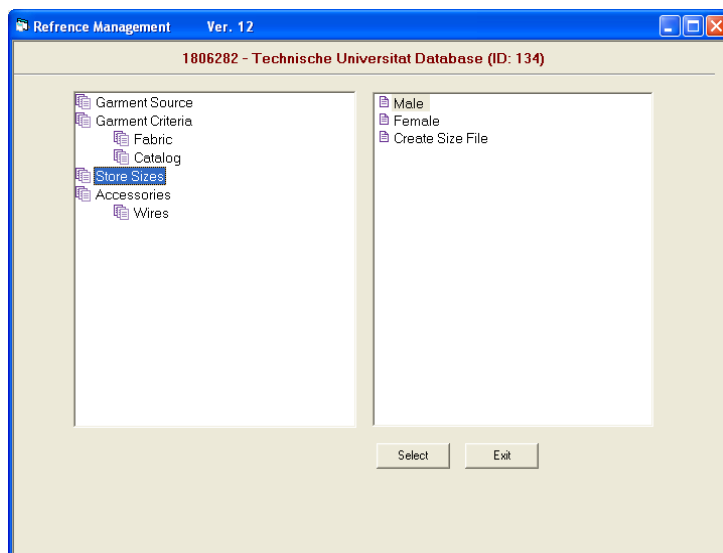 Refrence Management Ver. 12
1806282 - Technische Universitat Database (ID: 134)
Garment Source
Garment Criteria
Fabric
Catalog
Store Sizes
Accessories
Wires
Male
Female
Create Size File
Select Exit